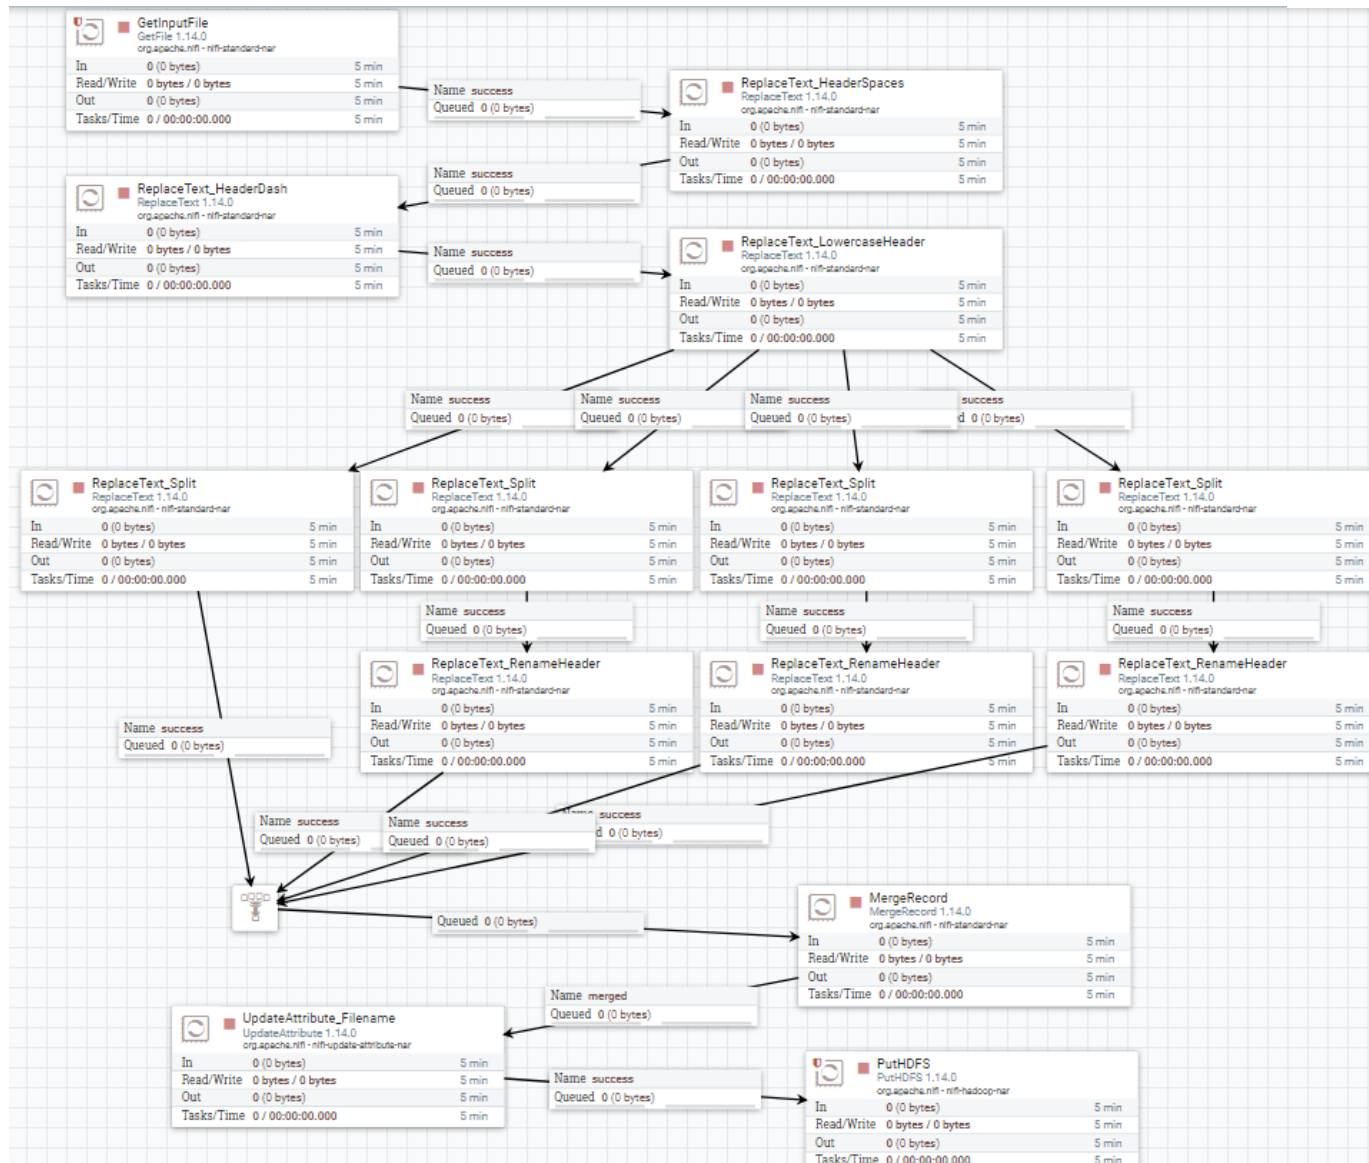 GetInputFile
GetFile 1.14.0
org.apache.nifi - nifi-standard-nar
In 0 (0 bytes) 5 min
Read/Write 0 bytes / 0 bytes 5 min
Out 0 (0 bytes) 5 min
Tasks/Time 0 / 00:00:00.000 5 min
Name success
Queued 0 (0 bytes)
ReplaceText_HeaderSpaces
ReplaceText 1.14.0
org.apache.nifi - nifi-standard-nar
In 0 (0 bytes) 5 min
Read/Write 0 bytes / 0 bytes 5 min
Out 0 (0 bytes) 5 min
Tasks/Time 0 / 00:00:00.000 5 min
Name success
Queued 0 (0 bytes)
ReplaceText_HeaderDash
ReplaceText 1.14.0
org.apache.nifi - nifi-standard-nar
In 0 (0 bytes) 5 min
Read/Write 0 bytes / 0 bytes 5 min
Out 0 (0 bytes) 5 min
Tasks/Time 0 / 00:00:00.000 5 min
Name success
Queued 0 (0 bytes)
ReplaceText_LowercaseHeader
ReplaceText 1.14.0
org.apache.nifi - nifi-standard-nar
In 0 (0 bytes) 5 min
Read/Write 0 bytes / 0 bytes 5 min
Out 0 (0 bytes) 5 min
Tasks/Time 0 / 00:00:00.000 5 min
Name success
Queued 0 (0 bytes)
Name success
Queued 0 (0 bytes)
Name success
Queued 0 (0 bytes)
success
d 0 (0 bytes)
ReplaceText_Split
ReplaceText 1.14.0
org.apache.nifi - nifi-standard-nar
In 0 (0 bytes) 5 min
Read/Write 0 bytes / 0 bytes 5 min
Out 0 (0 bytes) 5 min
Tasks/Time 0 / 00:00:00.000 5 min
ReplaceText_Split
ReplaceText 1.14.0
org.apache.nifi - nifi-standard-nar
In 0 (0 bytes) 5 min
Read/Write 0 bytes / 0 bytes 5 min
Out 0 (0 bytes) 5 min
Tasks/Time 0 / 00:00:00.000 5 min
ReplaceText_Split
ReplaceText 1.14.0
org.apache.nifi - nifi-standard-nar
In 0 (0 bytes) 5 min
Read/Write 0 bytes / 0 bytes 5 min
Out 0 (0 bytes) 5 min
Tasks/Time 0 / 00:00:00.000 5 min
ReplaceText_Split
ReplaceText 1.14.0
org.apache.nifi - nifi-standard-nar
In 0 (0 bytes) 5 min
Read/Write 0 bytes / 0 bytes 5 min
Out 0 (0 bytes) 5 min
Tasks/Time 0 / 00:00:00.000 5 min
Name success
Queued 0 (0 bytes)
Name success
Queued 0 (0 bytes)
Name success
Queued 0 (0 bytes)
ReplaceText_RenameHeader
ReplaceText 1.14.0
org.apache.nifi - nifi-standard-nar
In 0 (0 bytes) 5 min
Read/Write 0 bytes / 0 bytes 5 min
Out 0 (0 bytes) 5 min
Tasks/Time 0 / 00:00:00.000 5 min
ReplaceText_RenameHeader
ReplaceText 1.14.0
org.apache.nifi - nifi-standard-nar
In 0 (0 bytes) 5 min
Read/Write 0 bytes / 0 bytes 5 min
Out 0 (0 bytes) 5 min
Tasks/Time 0 / 00:00:00.000 5 min
ReplaceText_RenameHeader
ReplaceText 1.14.0
org.apache.nifi - nifi-standard-nar
In 0 (0 bytes) 5 min
Read/Write 0 bytes / 0 bytes 5 min
Out 0 (0 bytes) 5 min
Tasks/Time 0 / 00:00:00.000 5 min
Name success
Queued 0 (0 bytes)
Name success
Queued 0 (0 bytes)
Name success
Queued 0 (0 bytes)
Name success
d 0 (0 bytes)
Queued 0 (0 bytes)
MergeRecord
MergeRecord 1.14.0
org.apache.nifi - nifi-standard-nar
In 0 (0 bytes) 5 min
Read/Write 0 bytes / 0 bytes 5 min
Out 0 (0 bytes) 5 min
Tasks/Time 0 / 00:00:00.000 5 min
Name merged
Queued 0 (0 bytes)
UpdateAttribute_Filename
UpdateAttribute 1.14.0
org.apache.nifi - nifi-update-attribute-nar
In 0 (0 bytes) 5 min
Read/Write 0 bytes / 0 bytes 5 min
Out 0 (0 bytes) 5 min
Tasks/Time 0 / 00:00:00.000 5 min
Name success
Queued 0 (0 bytes)
PutHDFS
PutHDFS 1.14.0
org.apache.nifi - nifi-hadoop-nar
In 0 (0 bytes) 5 min
Read/Write 0 bytes / 0 bytes 5 min
Out 0 (0 bytes) 5 min
Tasks/Time 0 / 00:00:00.000 5 min